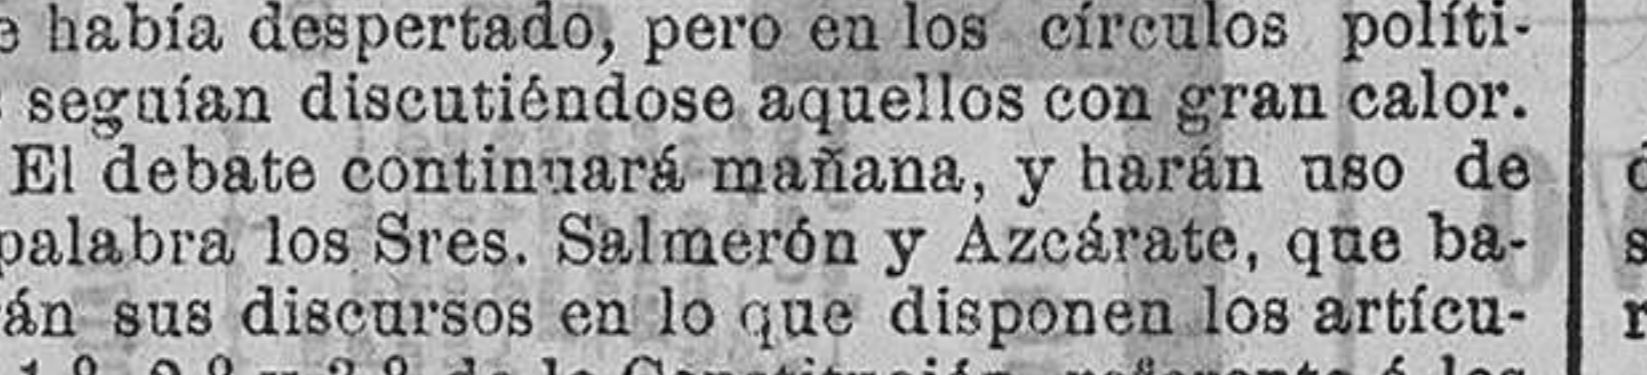 había despertado, pero en los círculos políti-
seguían discutiéndose aquellos con gran calor.
El debate continuará mañana, y harán uso de
palabra los Sres. Salmerón y Azcárate, que ba-
rán sus discursos en lo que disponen los artícu-